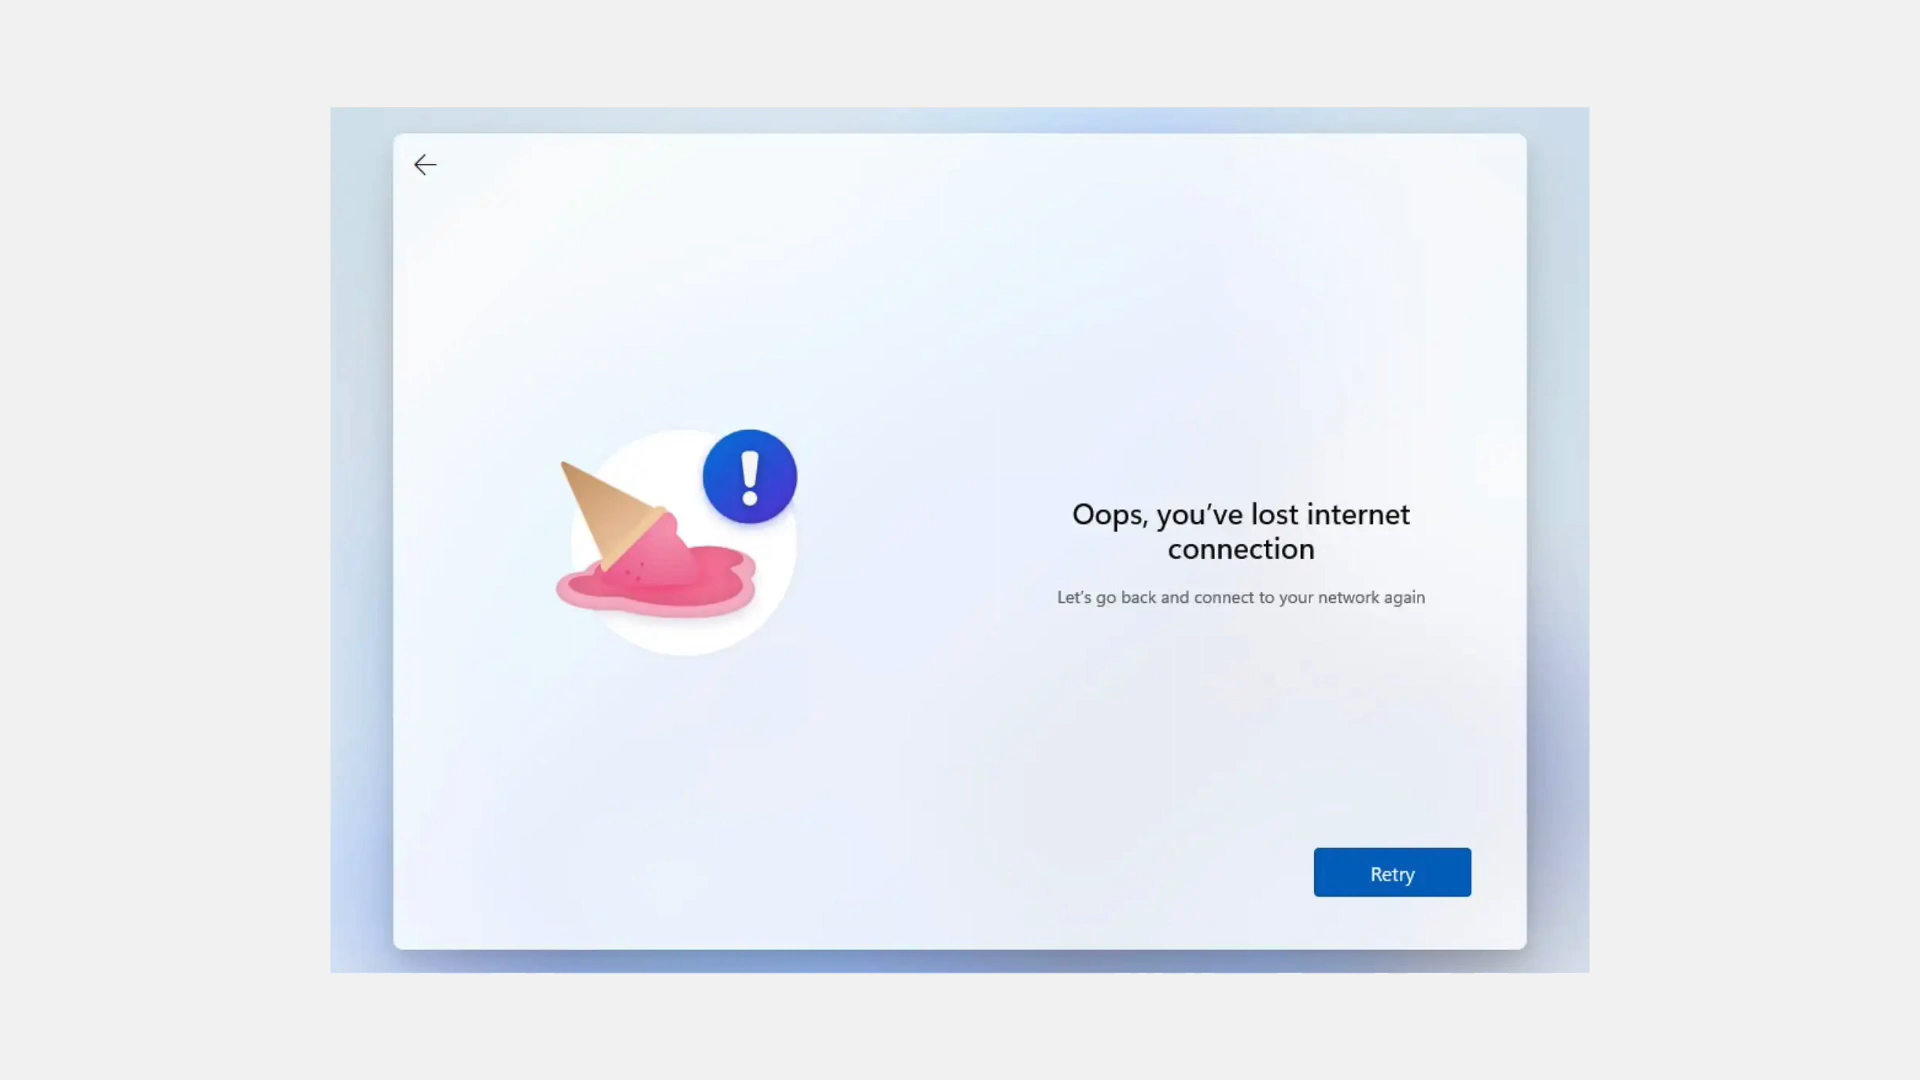 Oops, you’ve lost internet
connection
Let’s go back and connect to your network again
Retry